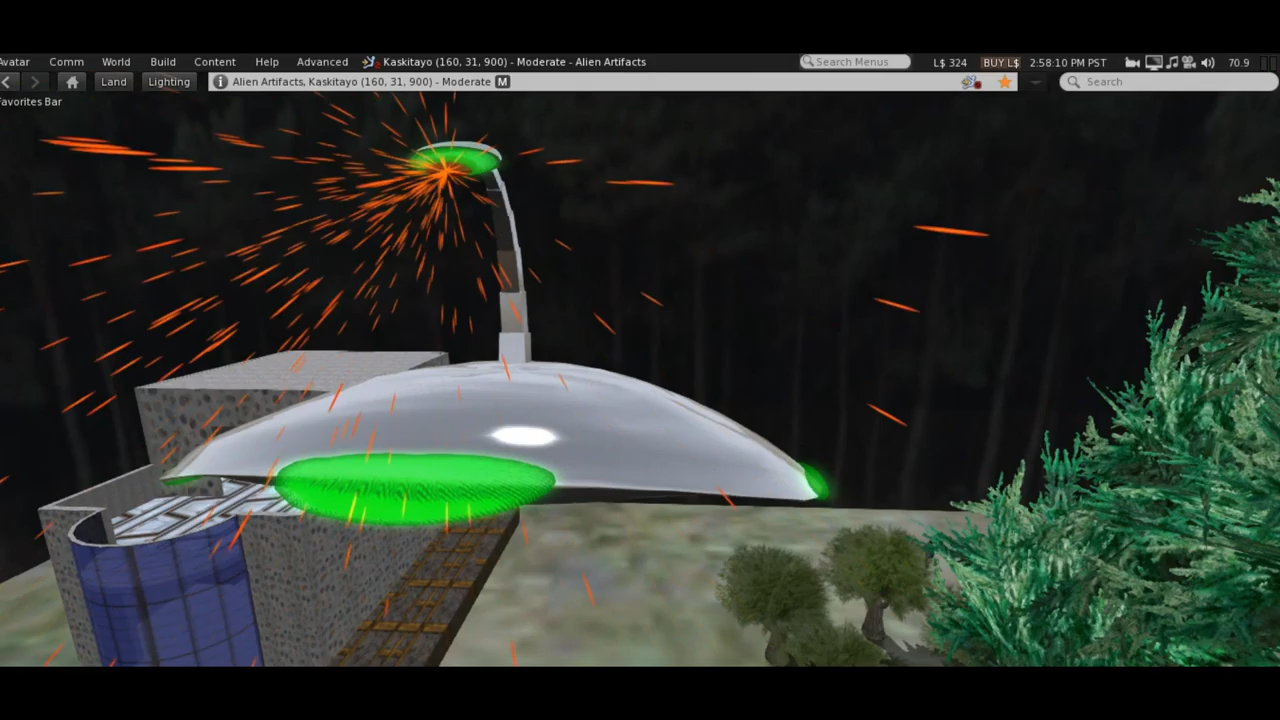 Avatar Comm World Build Content Help Advanced Kaskitayo (160, 31, 900) - Moderate - Alien Artifacts Search Menus L$ 324 BUY L$ 2:58:10 PM PST 70.9
Land Lighting Alien Artifacts, Kaskitayo (160, 31, 900) - Moderate M Search
Favorites Bar